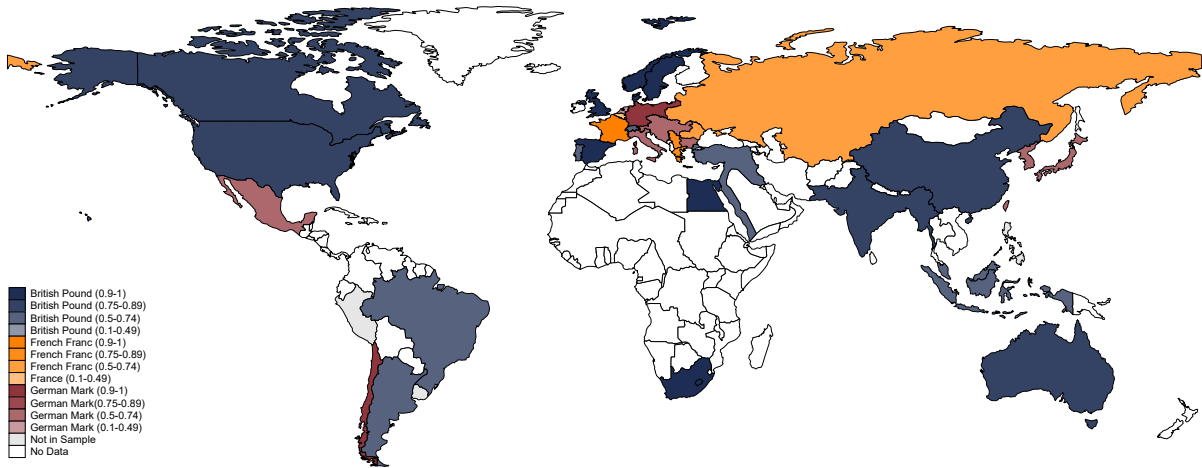 British Pound (0.9-1)
British Pound (0.75-0.89)
British Pound (0.5-0.74)
British Pound (0.1-0.49)
French Franc (0.9-1)
French Franc (0.75-0.89)
French Franc (0.5-0.74)
France (0.1-0.49)
German Mark (0.9-1)
German Mark(0.75-0.89)
German Mark (0.5-0.74)
German Mark (0.1-0.49)
Not in Sample
No Data